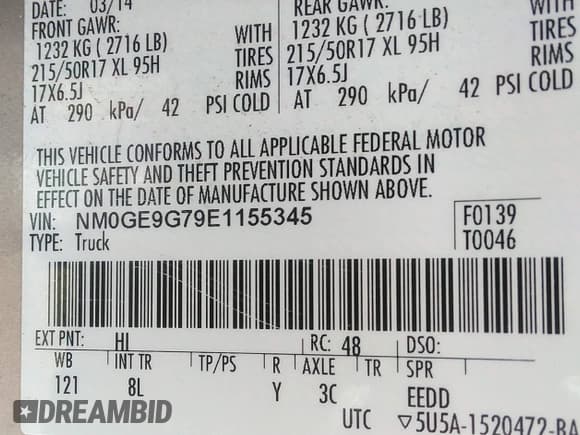 DATE: 03/14
FRONT GAWR: REAR GAWR:
1232 KG ( 2716 LB) WITH 1232 KG ( 2716 LB) WITH
215/50R17 XL 95H TIRES 215/50R17 XL 95H TIRES
17X6.5J RIMS 17X6.5J RIMS
AT 290 kPa/ 42 PSI COLD AT 290 kPa/ 42 PSI COLD
THIS VEHICLE CONFORMS TO ALL APPLICABLE FEDERAL MOTOR
VEHICLE SAFETY AND THEFT PREVENTION STANDARDS IN
EFFECT ON THE DATE OF MANUFACTURE SHOWN ABOVE.
VIN: NM0GE9G79E1155345 F0139
TYPE: Truck T0046
EXT PNT: HI RC: 48 DSO:
WB INT TR TP/PS R AXLE TR SPR
121 8L Y 3C EEDD
UTC ▽5U5A-1520472-BA
DREAMBID